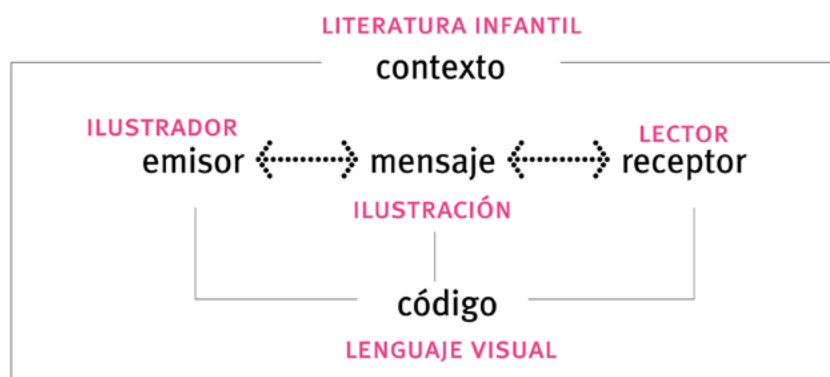 LITERATURA INFANTIL
contexto
ILUSTRADOR
LECTOR
emisor mensaje receptor
ILUSTRACIÓN
código
LENGUAJE VISUAL